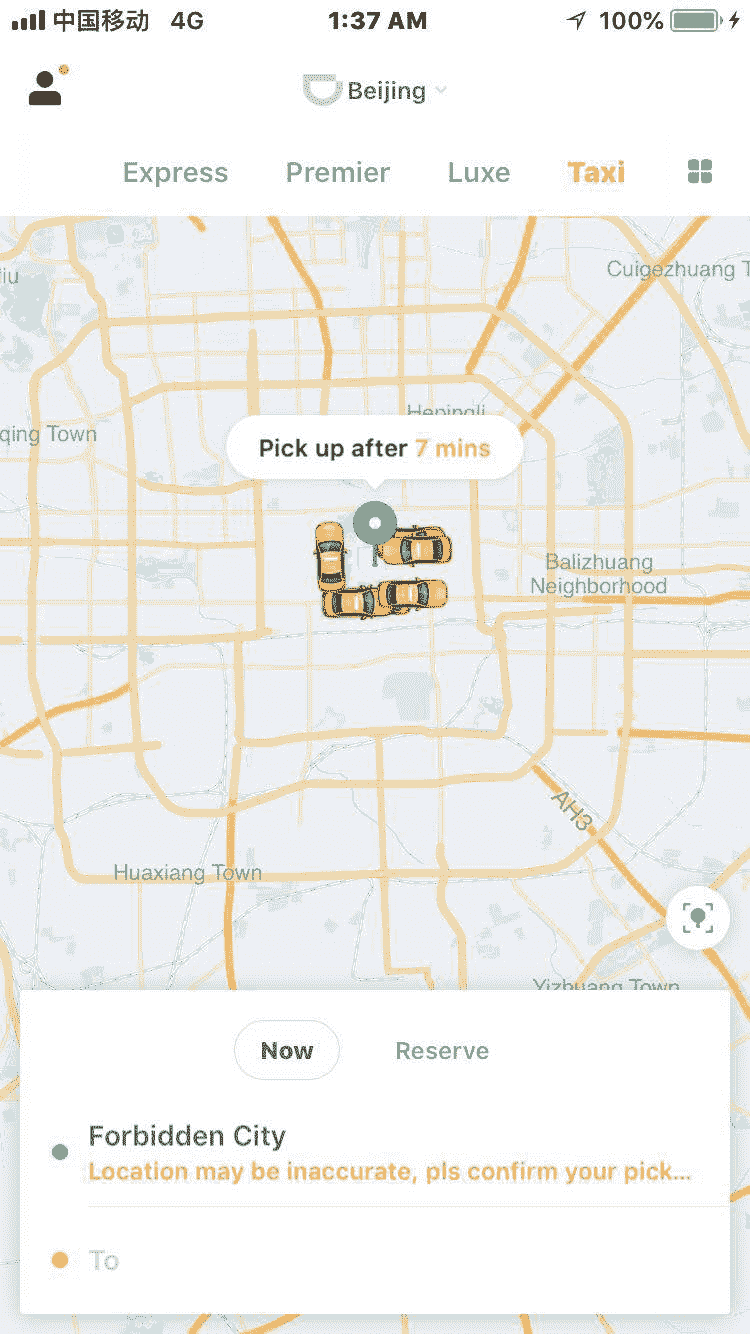 中国移动 4G 1:37 AM 100%
Beijing
Express Premier Luxe Taxi
Cuigezhuang T
iu
Hepingli
qing Town
Pick up after 7 mins
Balizhuang
Neighborhood
AH3
Huaxiang Town
Yizhuang Town
Now Reserve
Forbidden City
Location may be inaccurate, pls confirm your pick...
To